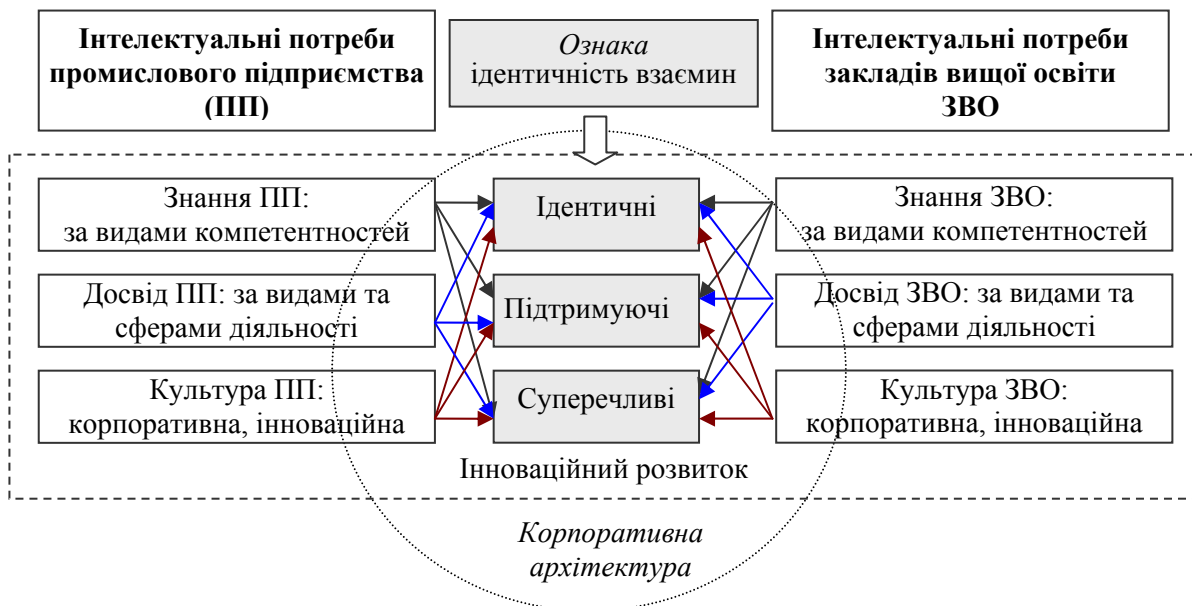 Інтелектуальні потреби
промислового підприємства
(ПП)
Ознака
ідентичність взаємин
Інтелектуальні потреби
закладів вищої освіти
ЗВО
Знання ПП:
за видами компетентностей
Ідентичні
Знання ЗВО:
за видами компетентностей
Досвід ПП: за видами та
сферами діяльності
Підтримуючі
Досвід ЗВО: за видами та
сферами діяльності
Культура ПП:
корпоративна, інноваційна
Суперечливі
Культура ЗВО:
корпоративна, інноваційна
Інноваційний розвиток
Корпоративна
архітектура